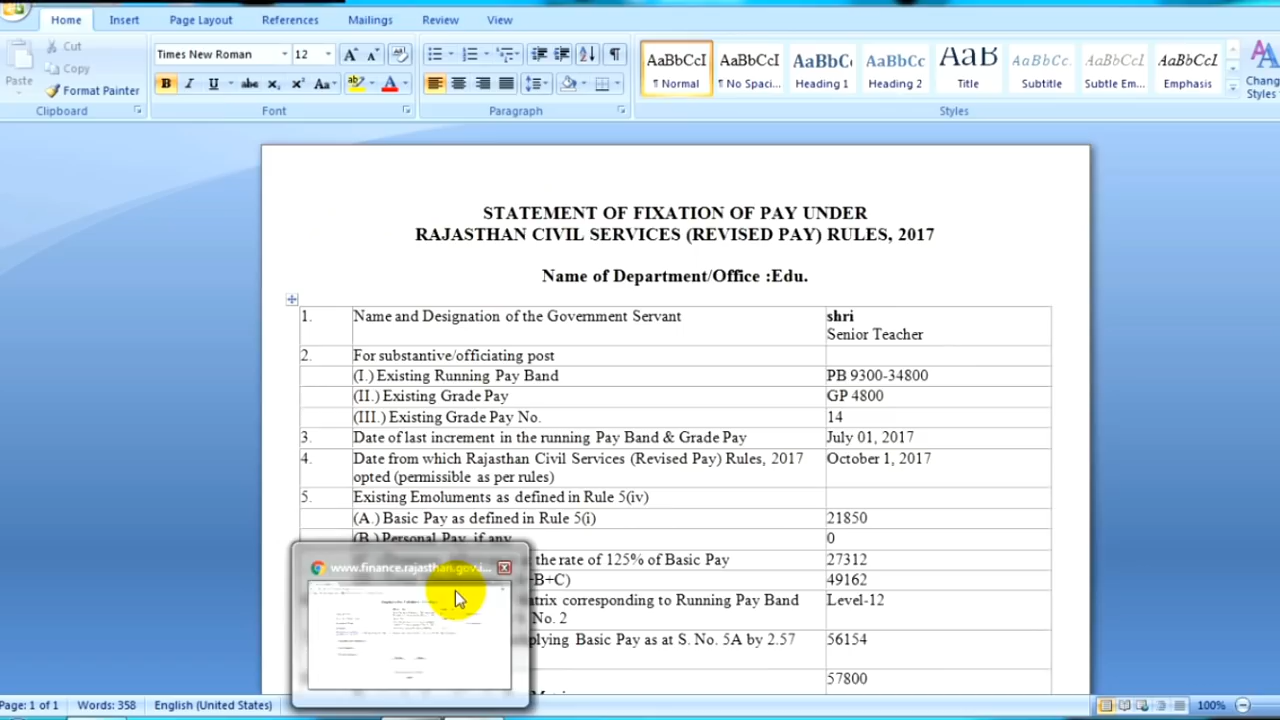 Home Insert Page Layout References Mailings Review View
Cut
Copy
Paste
Format Painter
Clipboard
Times New Roman 12
Font
Paragraph
AaBbCcI AaBbCcI AaBbC AaBbCc AaB AaBbCc. AaBbCcI AaBbCcI
¶ Normal ¶ No Spaci... Heading 1 Heading 2 Title Subtitle Subtle Em... Emphasis
Chang
Styles
Styles
STATEMENT OF FIXATION OF PAY UNDER
RAJASTHAN CIVIL SERVICES (REVISED PAY) RULES, 2017
Name of Department/Office :Edu.
1. Name and Designation of the Government Servant shri
Senior Teacher
2. For substantive/officiating post
(I.) Existing Running Pay Band PB 9300-34800
(II.) Existing Grade Pay GP 4800
(III.) Existing Grade Pay No. 14
3. Date of last increment in the running Pay Band & Grade Pay July 01, 2017
4. Date from which Rajasthan Civil Services (Revised Pay) Rules, 2017 October 1, 2017
opted (permissible as per rules)
5. Existing Emoluments as defined in Rule 5(iv)
(A.) Basic Pay as defined in Rule 5(i) 21850
(B.) Personal Pay, if any 0
the rate of 125% of Basic Pay 27312
+B+C) 49162
corresponding to Running Pay Band Level-12
No. 2.
Basic Pay as at S. No. 5A by 2.57 56154
57800
www.finance.rajasthan.gov.i...
Page: 1 of 1 Words: 358 English (United States) 100%